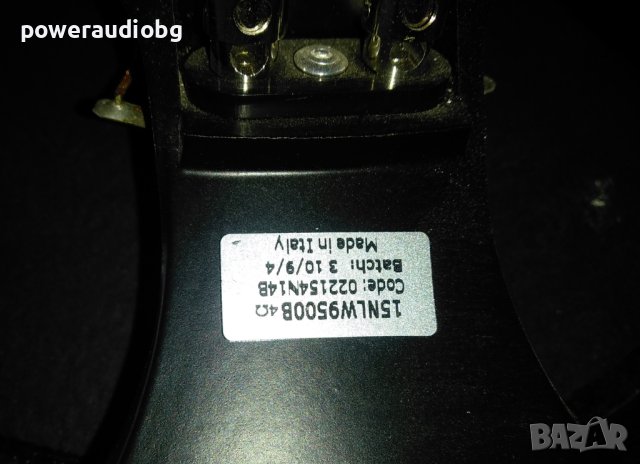 poweraudiobg
15NLW9500B 4Ω
Code: 022154N14B
Batch: 3 10/9/4
Made in Italy
BAZAR